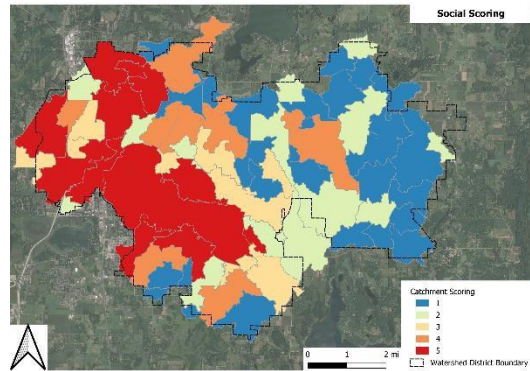 Social Scoring
Catchment Scoring
1
2
3
4
5
Watershed District Boundary
0 1 2 mi